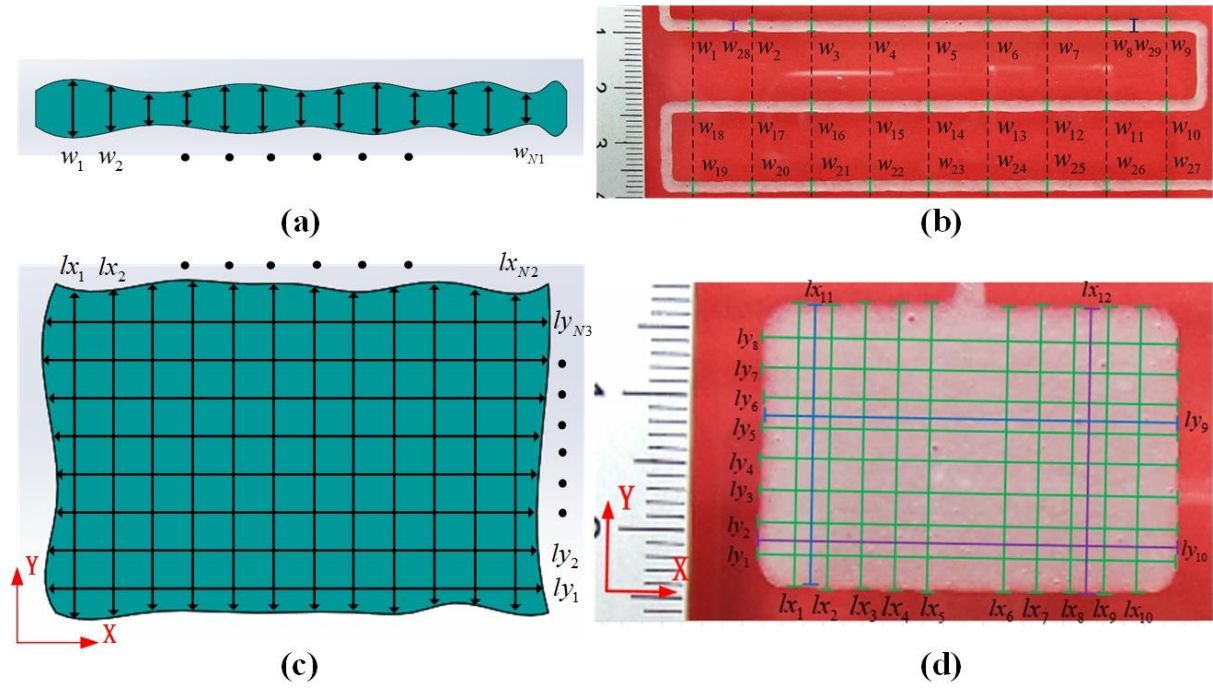 w1 w2 wN1
(a)
1
w1 w28 w2 w3 w4 w5 w6 w7 w8 w29 w9
2
w18 w17 w16 w15 w14 w13 w12 w11 w10
3
w19 w20 w21 w22 w23 w24 w25 w26 w27
(b)
lx1 lx2 lxN2
lyN3
ly2
ly1
Y
X
(c)
lx11 lx12
ly8
ly7
ly6
ly9
ly5
ly4
ly3
ly2
ly10
ly1
Y
X
lx1 lx2 lx3 lx4 lx5 lx6 lx7 lx8 lx9 lx10
(d)